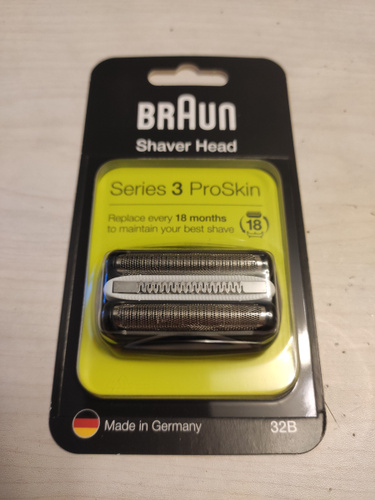 BRAUN
Shaver Head
Series 3 ProSkin
Replace every 18 months
to maintain your best shave
18
Made in Germany
32B